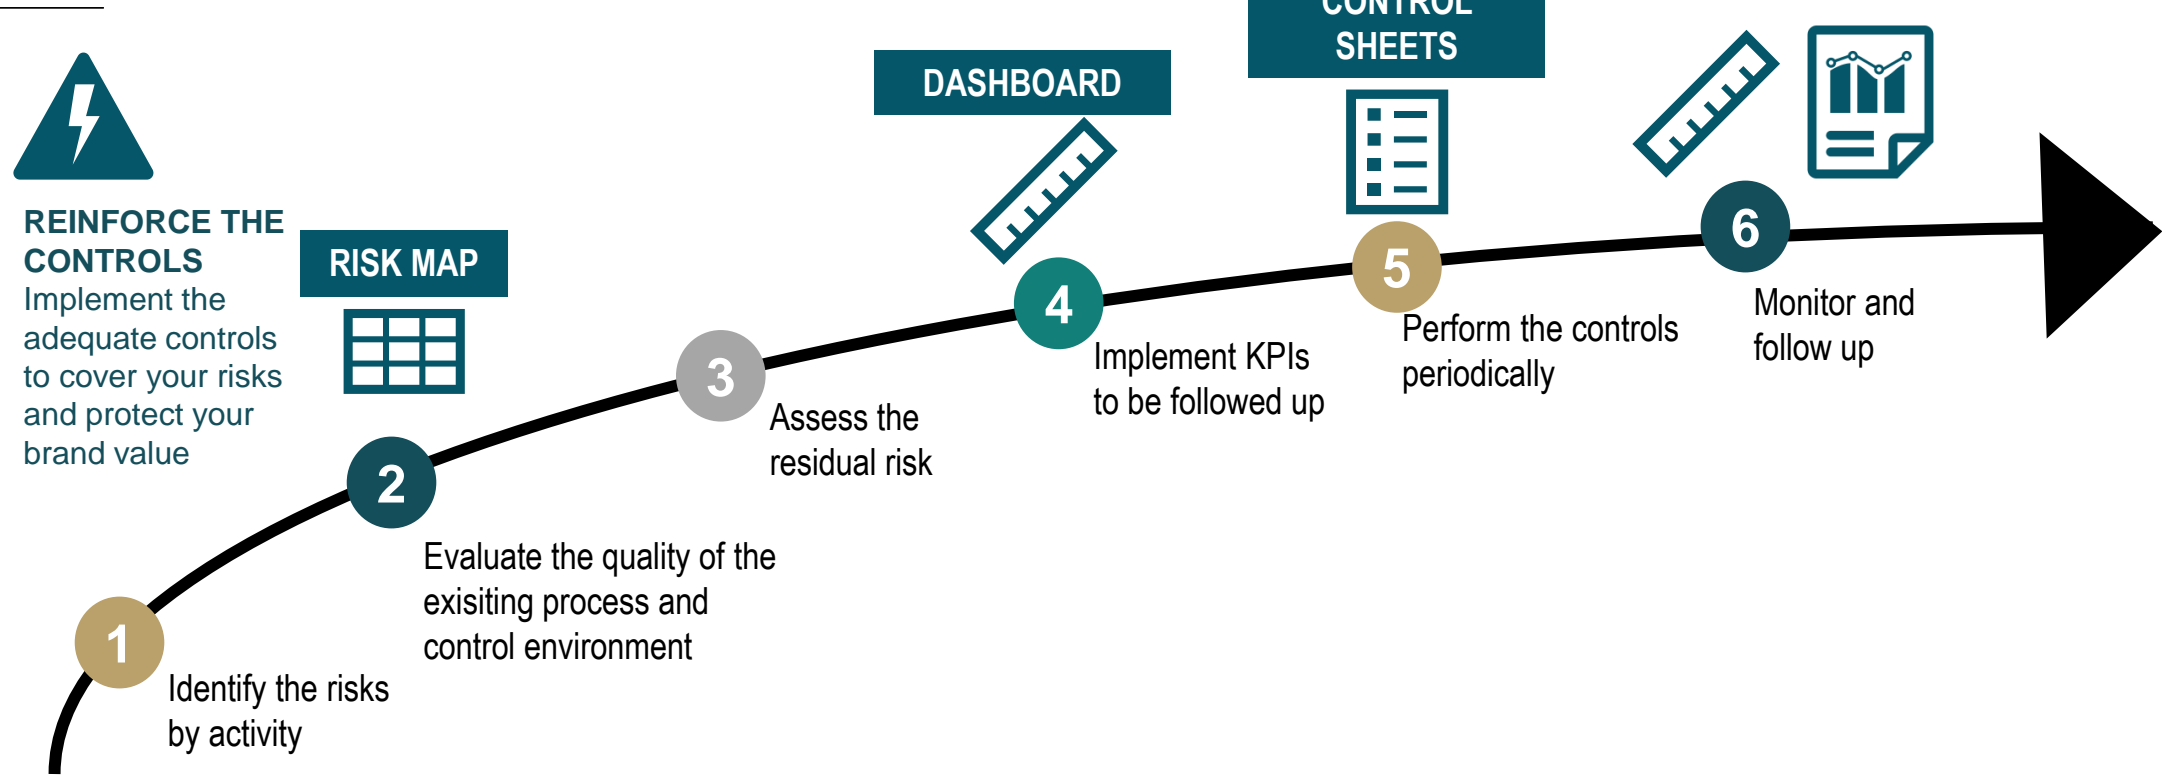 REINFORCE THE
CONTROLS
Implement the
adequate controls
to cover your risks
and protect your
brand value
RISK MAP
DASHBOARD
CONTROL
SHEETS
1
Identify the risks
by activity
2
Evaluate the quality of the
exisiting process and
control environment
3
Assess the
residual risk
4
Implement KPIs
to be followed up
5
Perform the controls
periodically
6
Monitor and
follow up